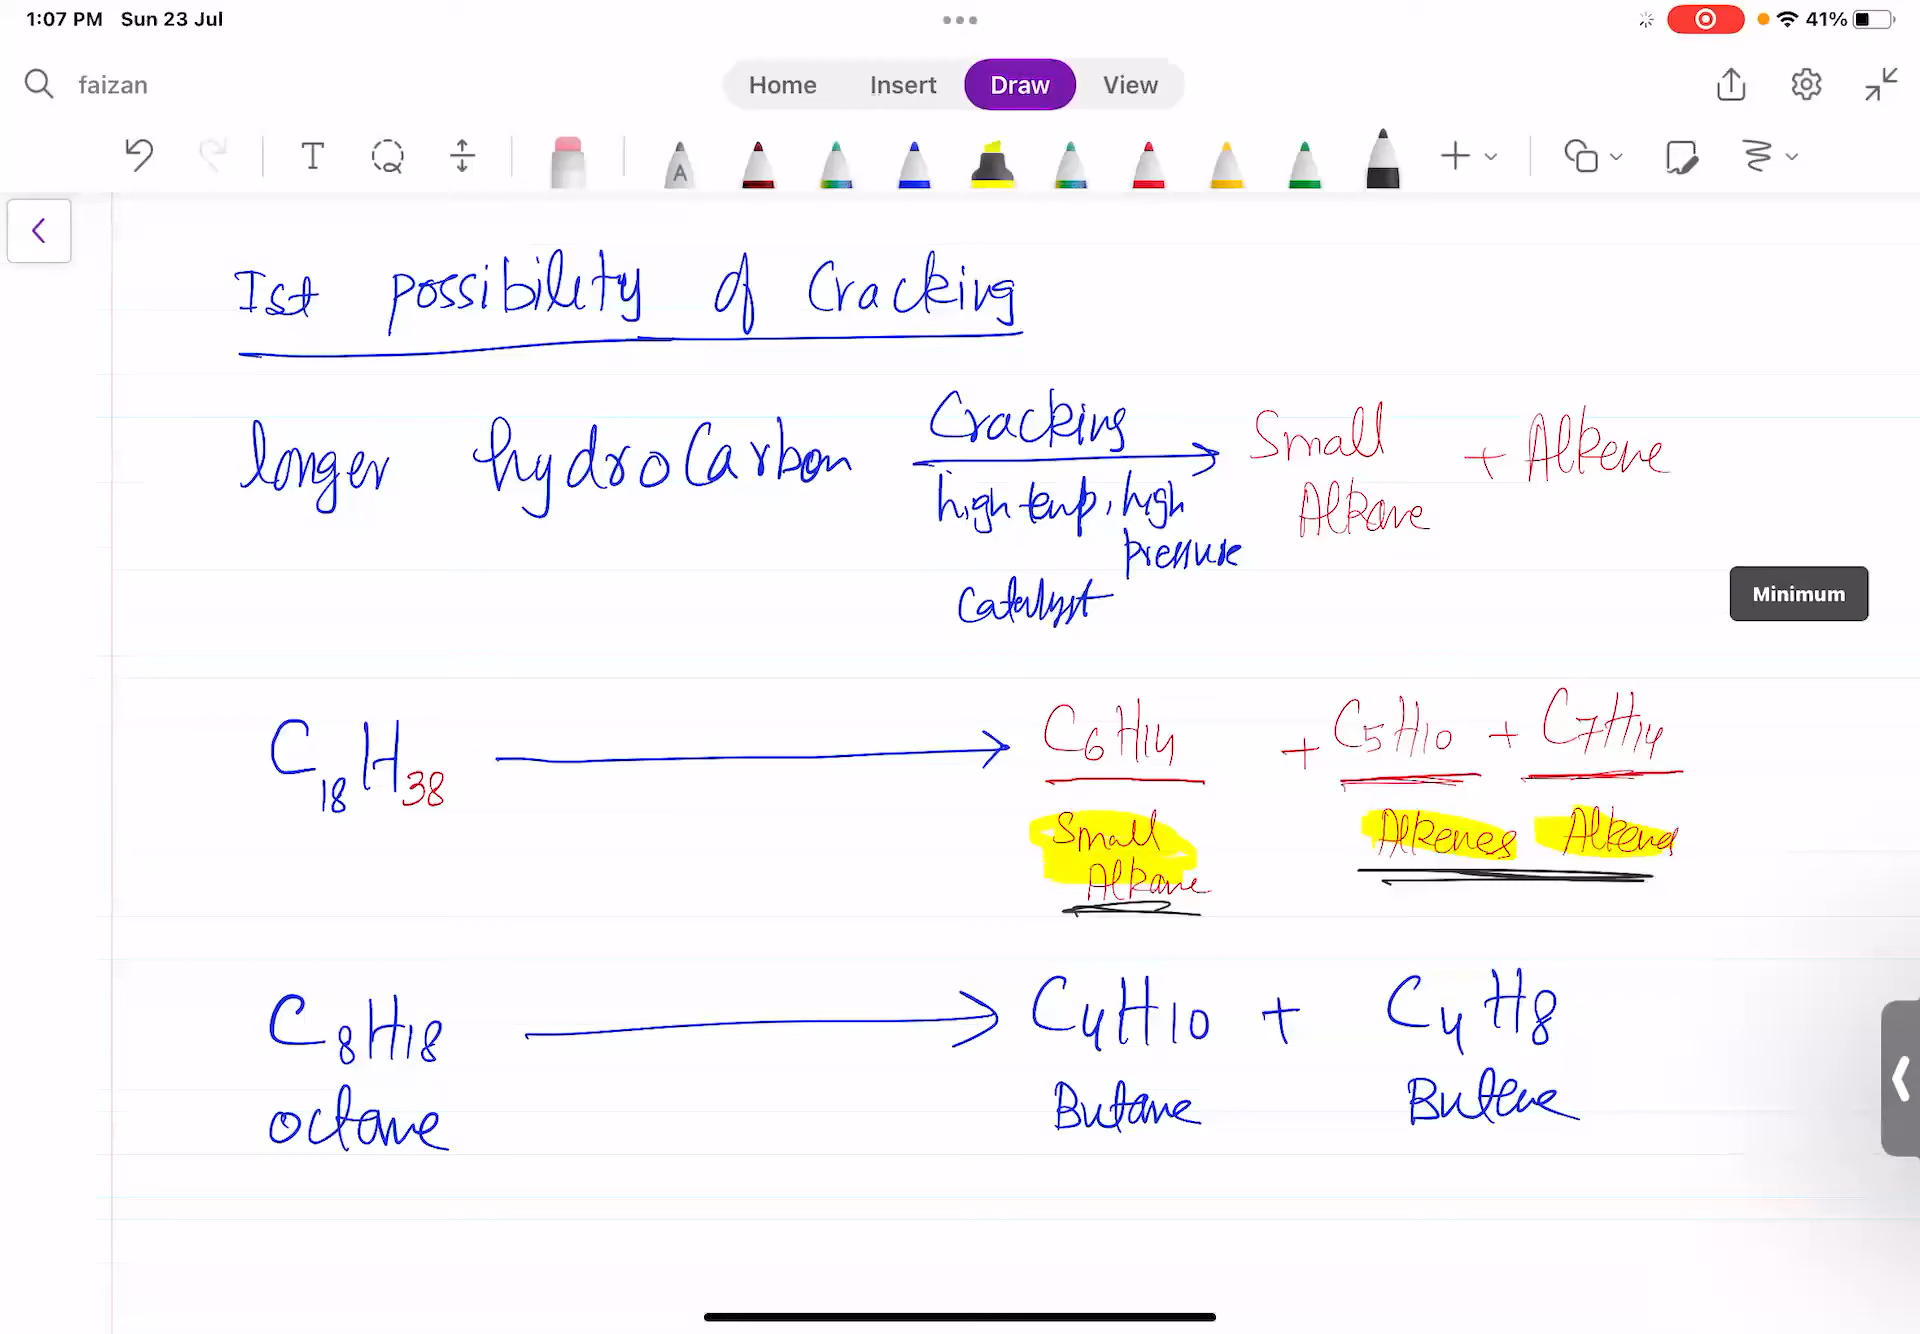 1:07 PM Sun 23 Jul
41%
faizan
Home Insert Draw View
T
A
Ist possibility of Cracking
longer hydroCarbon Cracking Small + Alkene
high temp, high Alkane
pressure
catalyst
Minimum
C18H38 C6H14 + C5H10 + C7H14
Small Alkenes Alkene
Alkane
C8H18 C4H10 + C4H8
octane Butane Butene